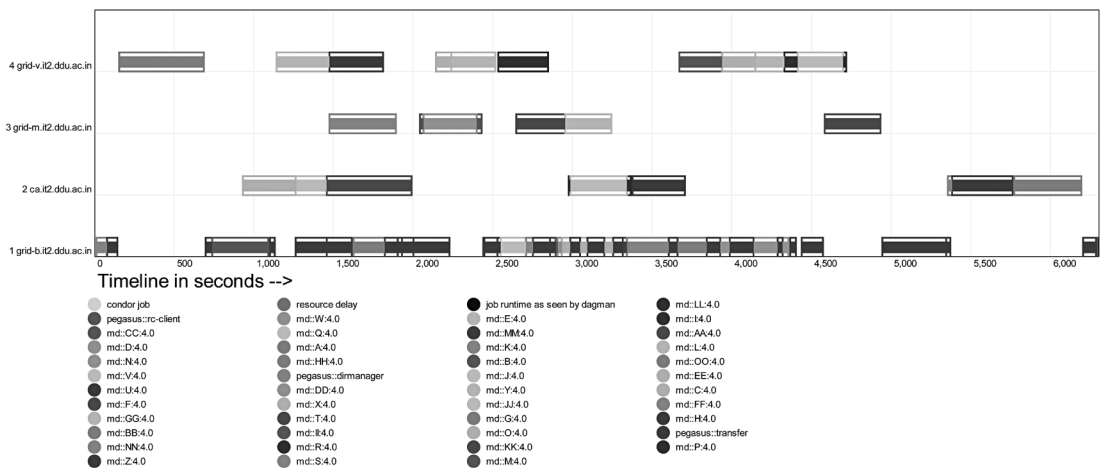 4 grid-v.it2.ddu.ac.in
3 grid-m.it2.ddu.ac.in
2 ca.it2.ddu.ac.in
1 grid-b.it2.ddu.ac.in
0 500 1,000 1,500 2,000 2,500 3,000 3,500 4,000 4,500 5,000 5,500 6,000
Timeline in seconds -->
condor job
pegasus::rc-client
md::CC:4.0
md::D:4.0
md::N:4.0
md::V:4.0
md::U:4.0
md::F:4.0
md::GG:4.0
md::BB:4.0
md::NN:4.0
md::Z:4.0
resource delay
md::W:4.0
md::Q:4.0
md::A:4.0
md::HH:4.0
pegasus::dirmanager
md::DD:4.0
md::X:4.0
md::T:4.0
md::II:4.0
md::R:4.0
md::S:4.0
job runtime as seen by dagman
md::E:4.0
md::MM:4.0
md::K:4.0
md::B:4.0
md::J:4.0
md::Y:4.0
md::JJ:4.0
md::G:4.0
md::O:4.0
md::KK:4.0
md::M:4.0
md::LL:4.0
md::I:4.0
md::AA:4.0
md::L:4.0
md::OO:4.0
md::EE:4.0
md::C:4.0
md::FF:4.0
md::H:4.0
pegasus::transfer
md::P:4.0